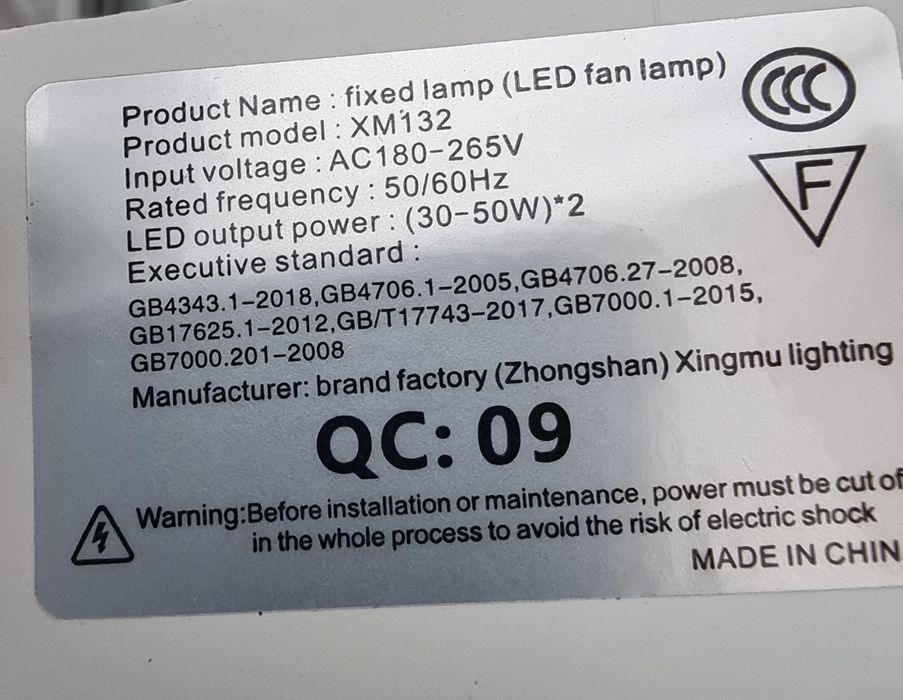 Product Name : fixed lamp (LED fan lamp)
CCC
Product model : XM132
Input voltage : AC180-265V
F
Rated frequency : 50/60Hz
LED output power : (30-50W)*2
Executive standard :
GB4343.1-2018,GB4706.1-2005,GB4706.27-2008,
GB17625.1-2012,GB/T17743-2017,GB7000.1-2015,
GB7000.201-2008
Manufacturer: brand factory (Zhongshan) Xingmu lighting
QC: 09
Warning:Before installation or maintenance, power must be cut of
in the whole process to avoid the risk of electric shock
MADE IN CHIN